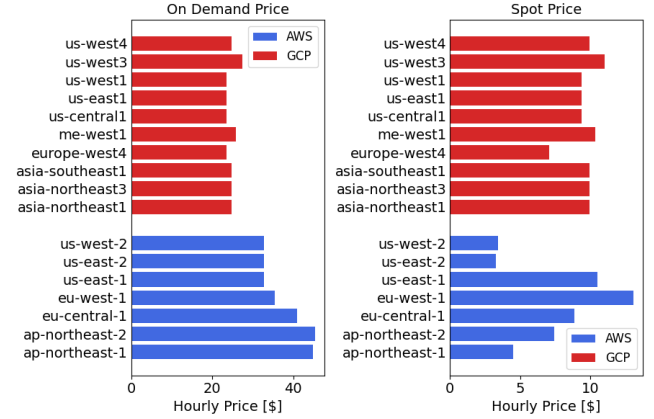 On Demand Price
us-west4
us-west3
us-west1
us-east1
us-central1
me-west1
europe-west4
asia-southeast1
asia-northeast3
asia-northeast1
us-west-2
us-east-2
us-east-1
eu-west-1
eu-central-1
ap-northeast-2
ap-northeast-1
0 20 40
Hourly Price [$]
AWS
GCP
Spot Price
us-west4
us-west3
us-west1
us-east1
us-central1
me-west1
europe-west4
asia-southeast1
asia-northeast3
asia-northeast1
us-west-2
us-east-2
us-east-1
eu-west-1
eu-central-1
ap-northeast-2
ap-northeast-1
0 5 10
Hourly Price [$]
AWS
GCP